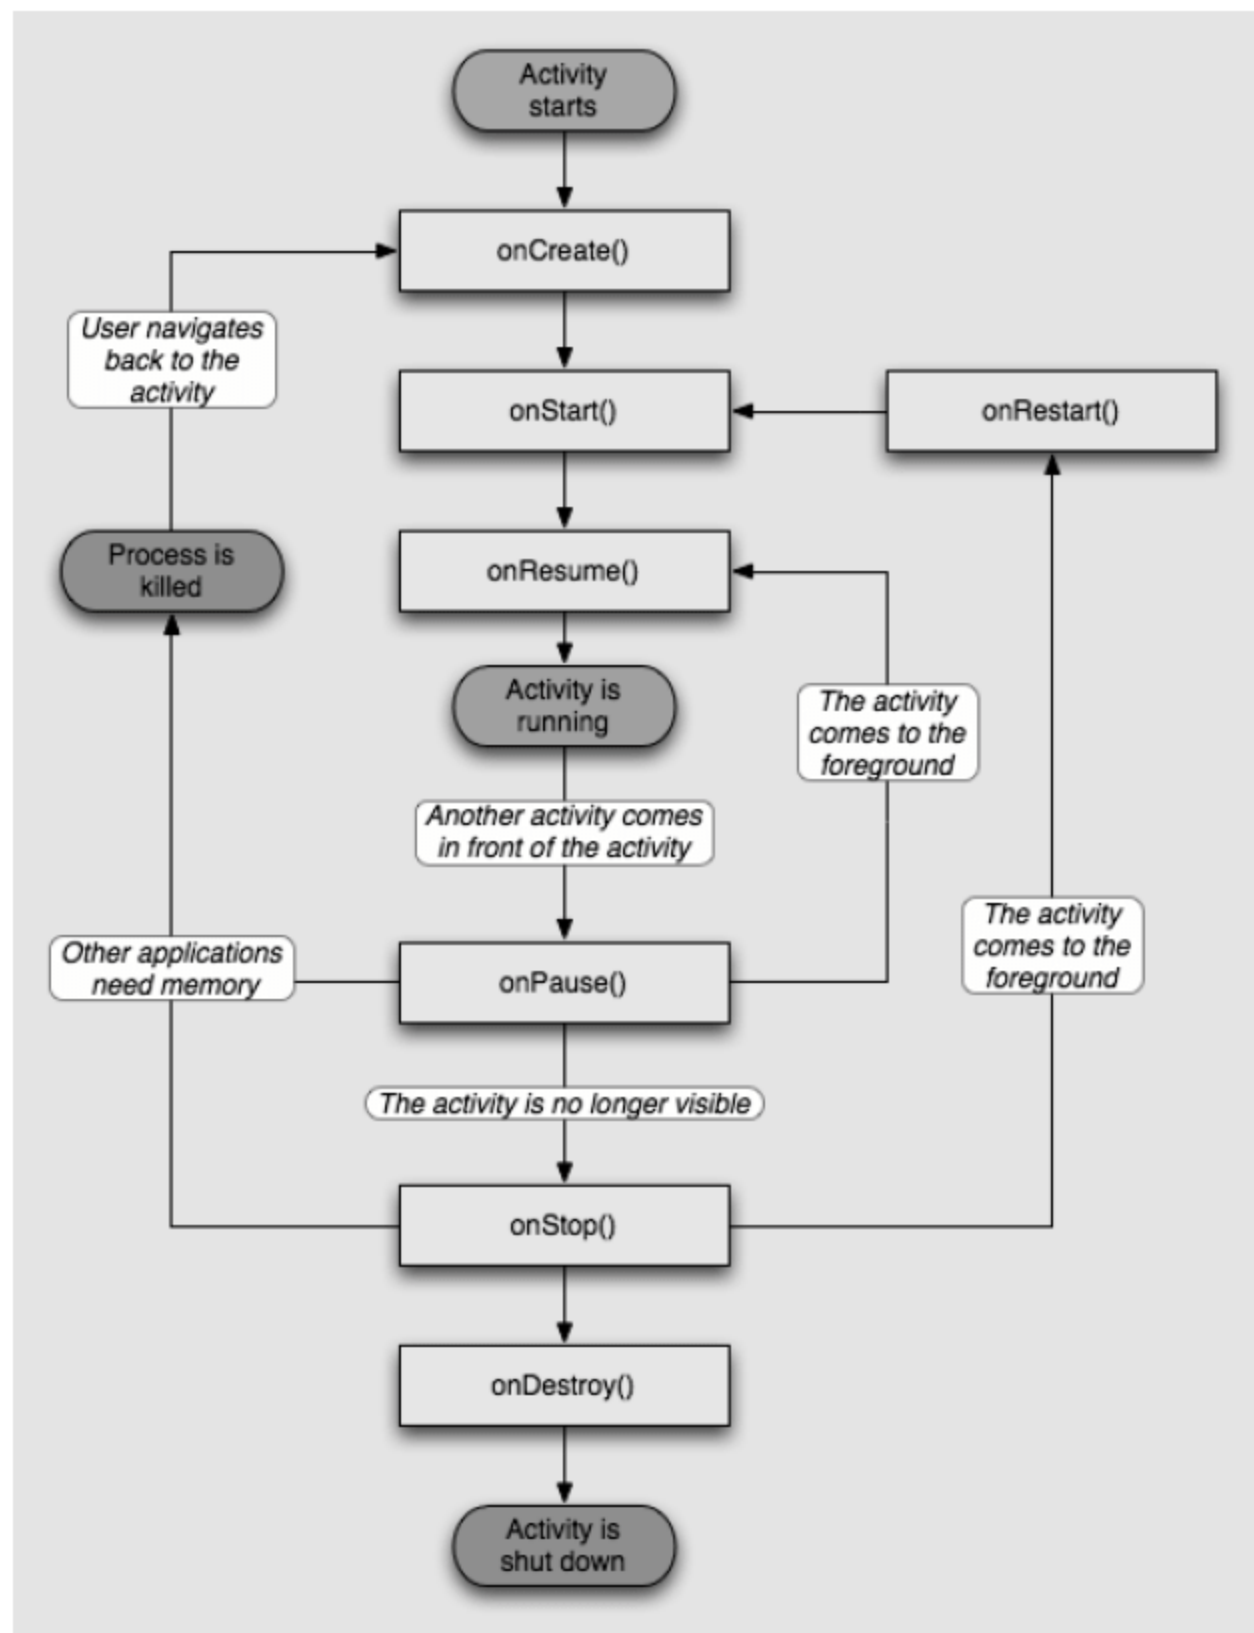 Activity
starts
onCreate()
User navigates
back to the
activity
onStart()
onRestart()
Process is
killed
onResume()
Activity is
running
The activity
comes to the
foreground
Another activity comes
in front of the activity
The activity
comes to the
foreground
Other applications
need memory
onPause()
The activity is no longer visible
onStop()
onDestroy()
Activity is
shut down